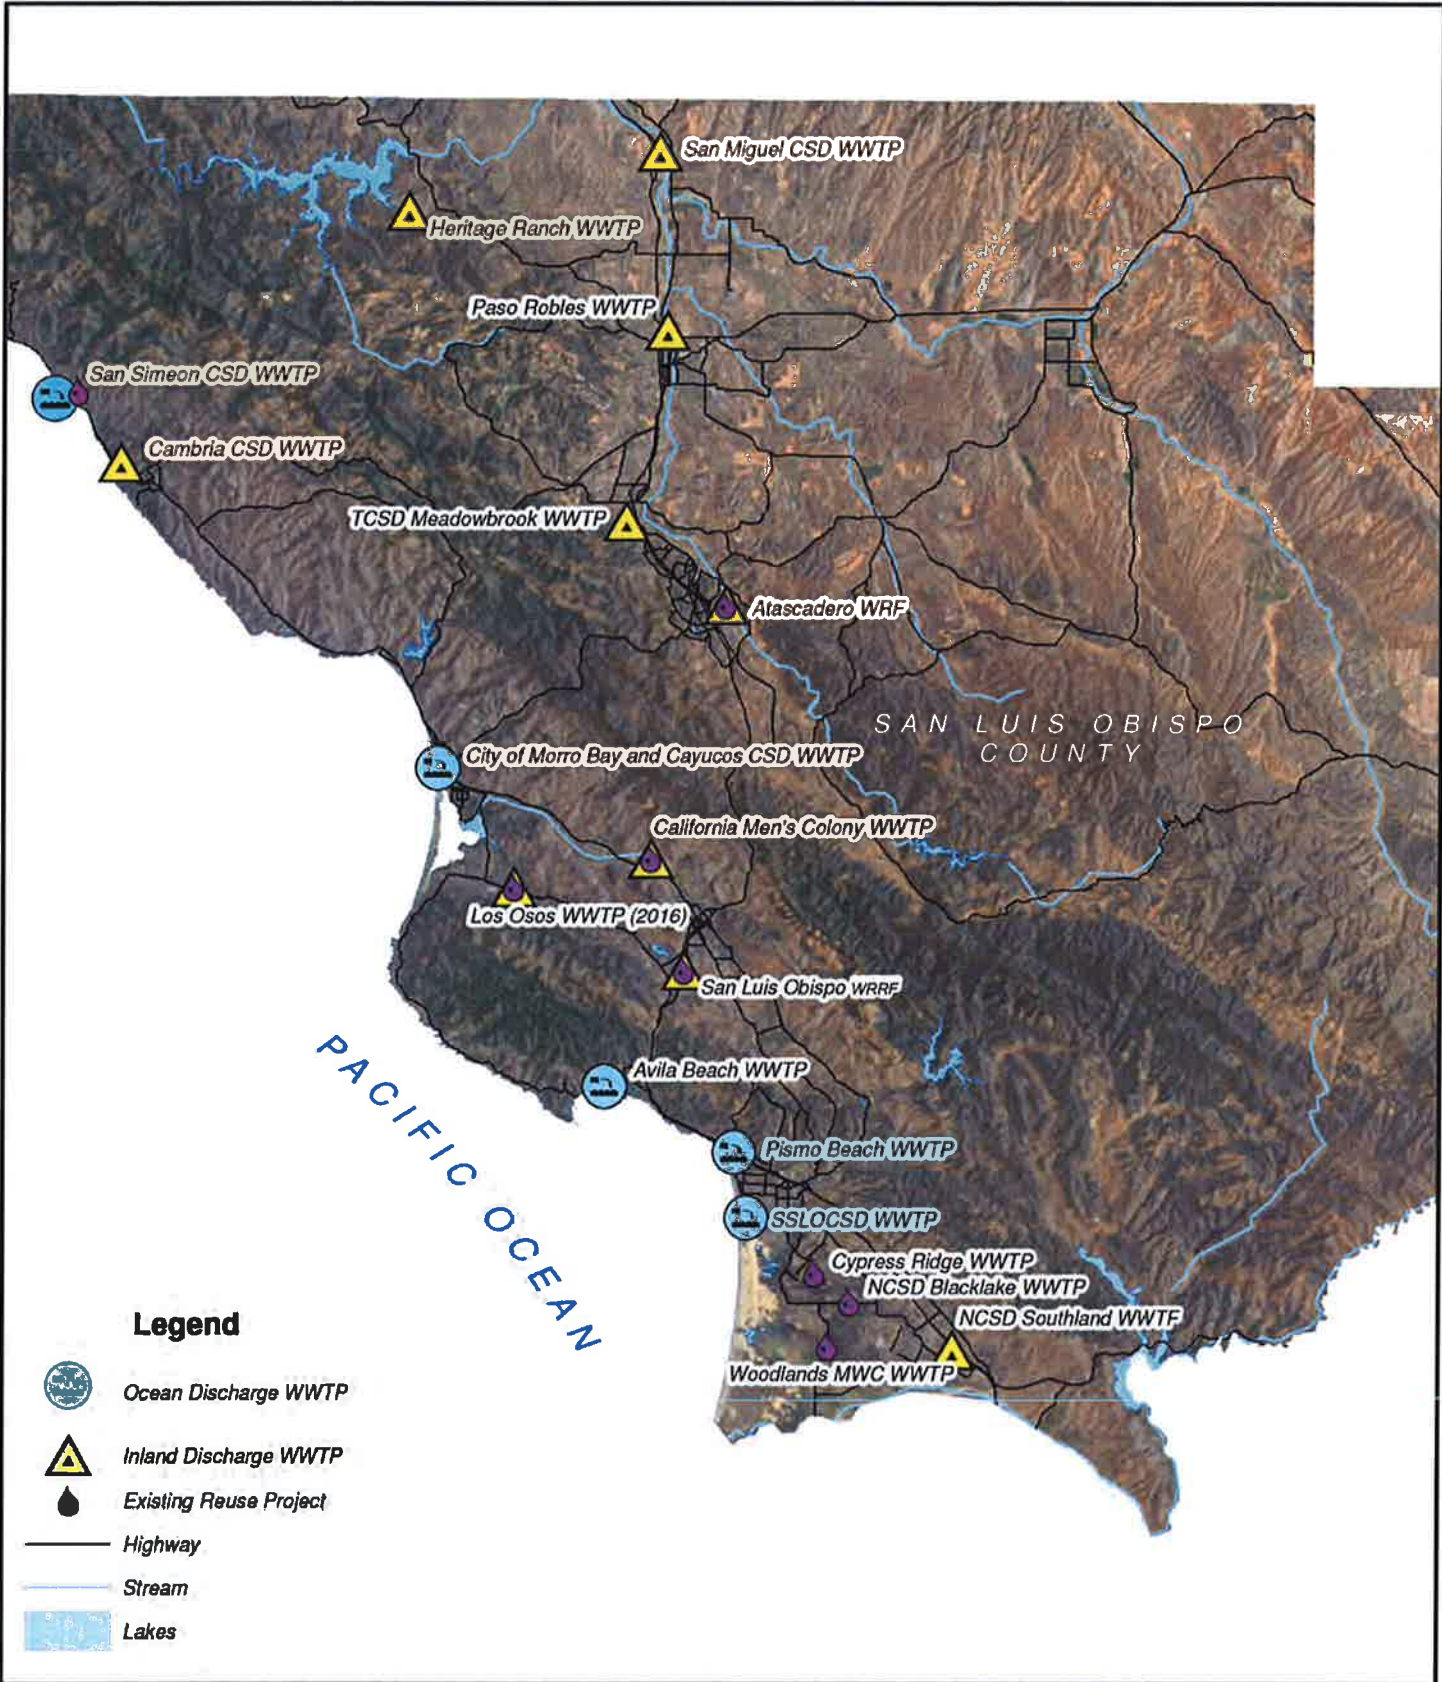 San Miguel CSD WWTP
Heritage Ranch WWTP
Paso Robles WWTP
San Simeon CSD WWTP
Cambria CSD WWTP
TCSD Meadowbrook WWTP
Atascadero WRF
SAN LUIS OBISPO
COUNTY
City of Morro Bay and Cayucos CSD WWTP
California Men's Colony WWTP
Los Osos WWTP (2016)
San Luis Obispo WRRF
Avila Beach WWTP
PACIFIC OCEAN
Pismo Beach WWTP
SSLOCSD WWTP
Cypress Ridge WWTP
NCSD Blacklake WWTP
NCSD Southland WWTF
Woodlands MWC WWTP
Legend
Ocean Discharge WWTP
Inland Discharge WWTP
Existing Reuse Project
Highway
Stream
Lakes